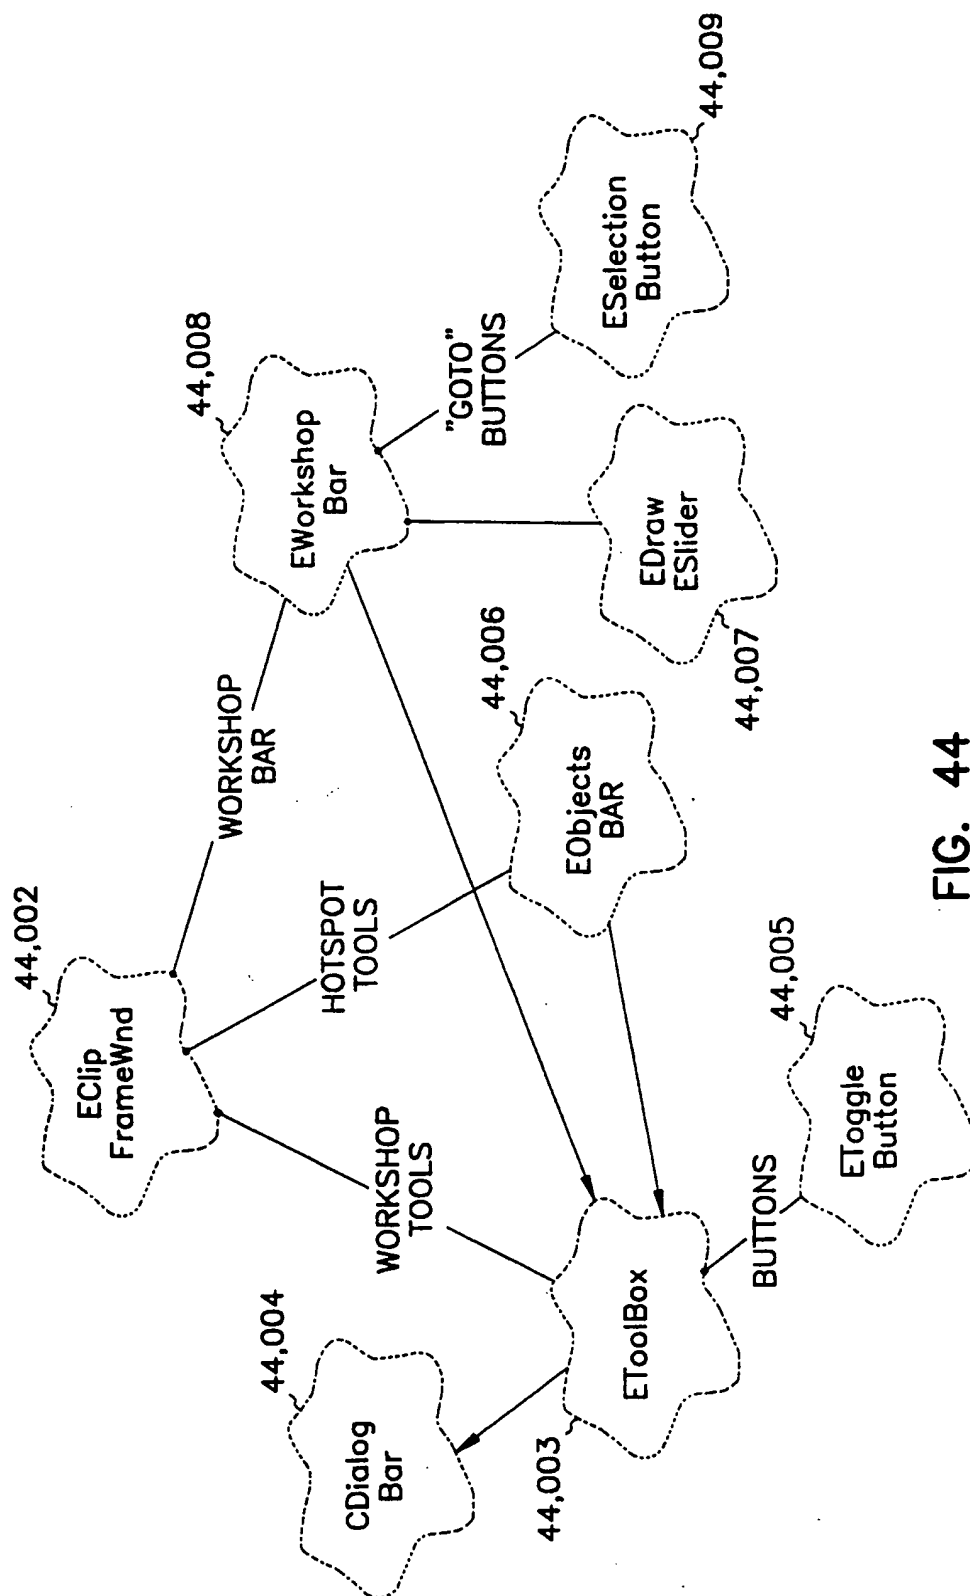 44,002
EClip
FrameWnd
WORKSHOP
BAR
44,008
EWorkshop
Bar
"GOTO"
BUTTONS
44,009
ESelection
Button
HOTSPOT
TOOLS
WORKSHOP
TOOLS
44,004
CDialog
Bar
44,003
EToolBox
BUTTONS
44,005
EToggle
Button
44,006
EObjects
BAR
44,007
EDraw
ESlider
FIG. 44